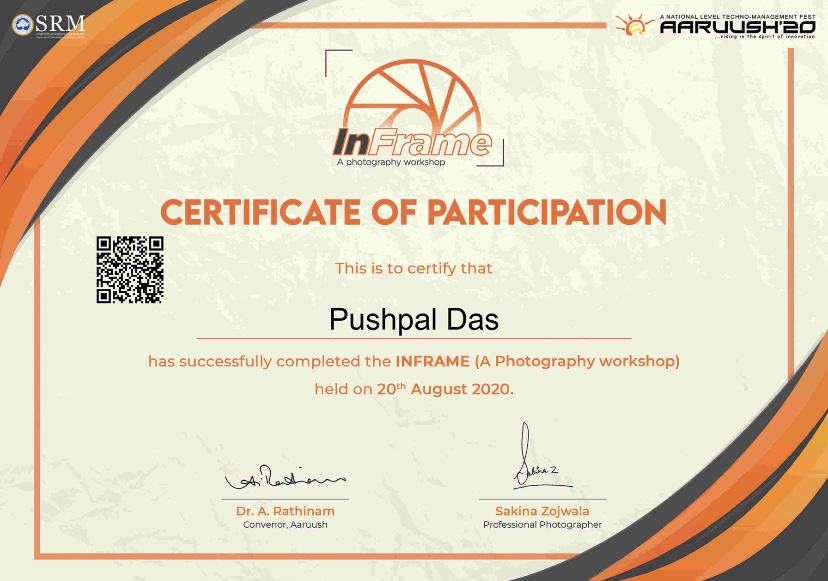 SRM
A NATIONAL LEVEL TECHNO-MANAGEMENT FEST
AARUUSH'20
...rising in the spirit of innovation
InFrame
A photography workshop
CERTIFICATE OF PARTICIPATION
This is to certify that
Pushpal Das
has successfully completed the INFRAME (A Photography workshop)
held on 20th August 2020.
A. Rathinam
Sakina Z
Dr. A. Rathinam
Convenor, Aaruush
Sakina Zojwala
Professional Photographer